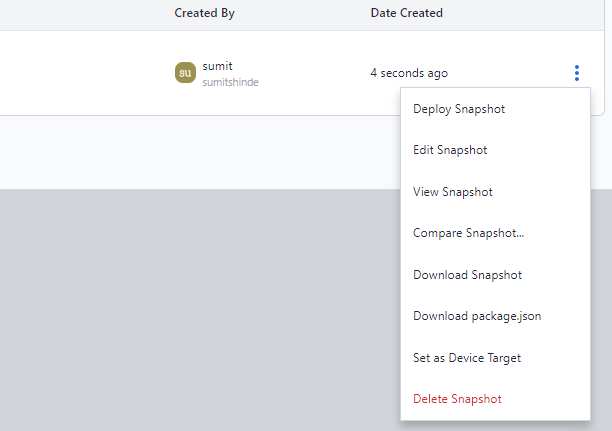 Created By Date Created
su sumit 4 seconds ago
sumitshinde
Deploy Snapshot
Edit Snapshot
View Snapshot
Compare Snapshot...
Download Snapshot
Download package.json
Set as Device Target
Delete Snapshot